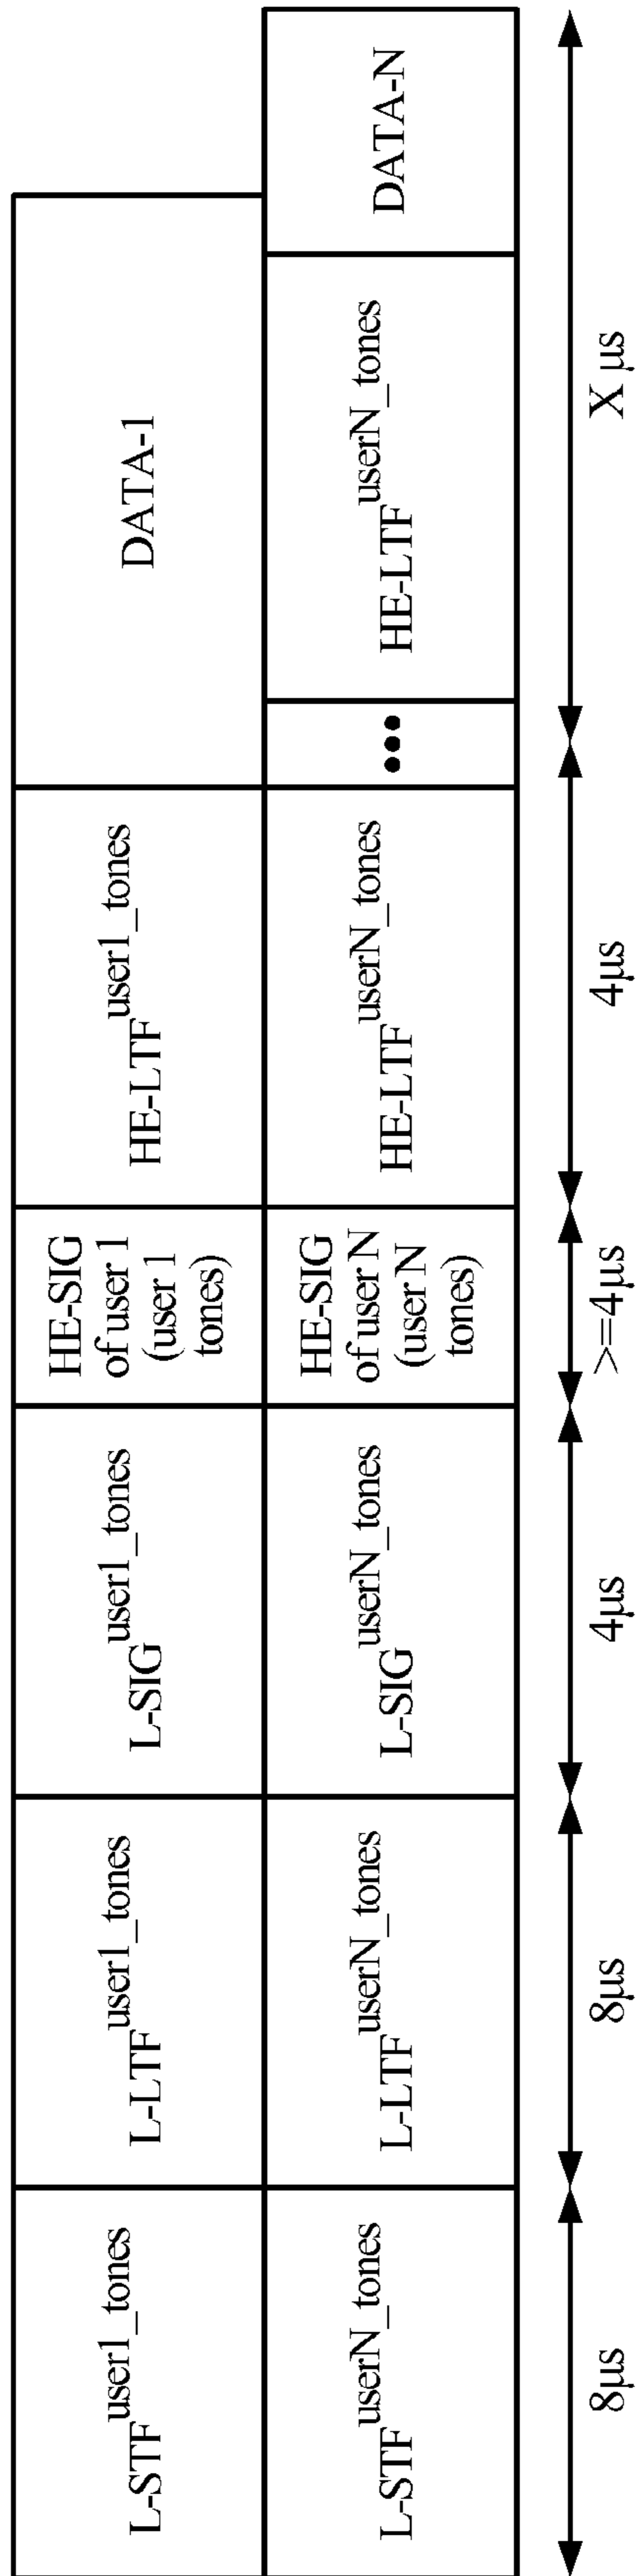 L-STF^user1_tones
L-LTF^user1_tones
L-SIG^user1_tones
HE-SIG
of user 1
(user 1
tones)
HE-LTF^user1_tones
DATA-1
L-STF^userN_tones
L-LTF^userN_tones
L-SIG^userN_tones
HE-SIG
of user N
(user N
tones)
HE-LTF^userN_tones
•••
HE-LTF^userN_tones
DATA-N
8μs
8μs
4μs
>=4μs
4μs
X μs